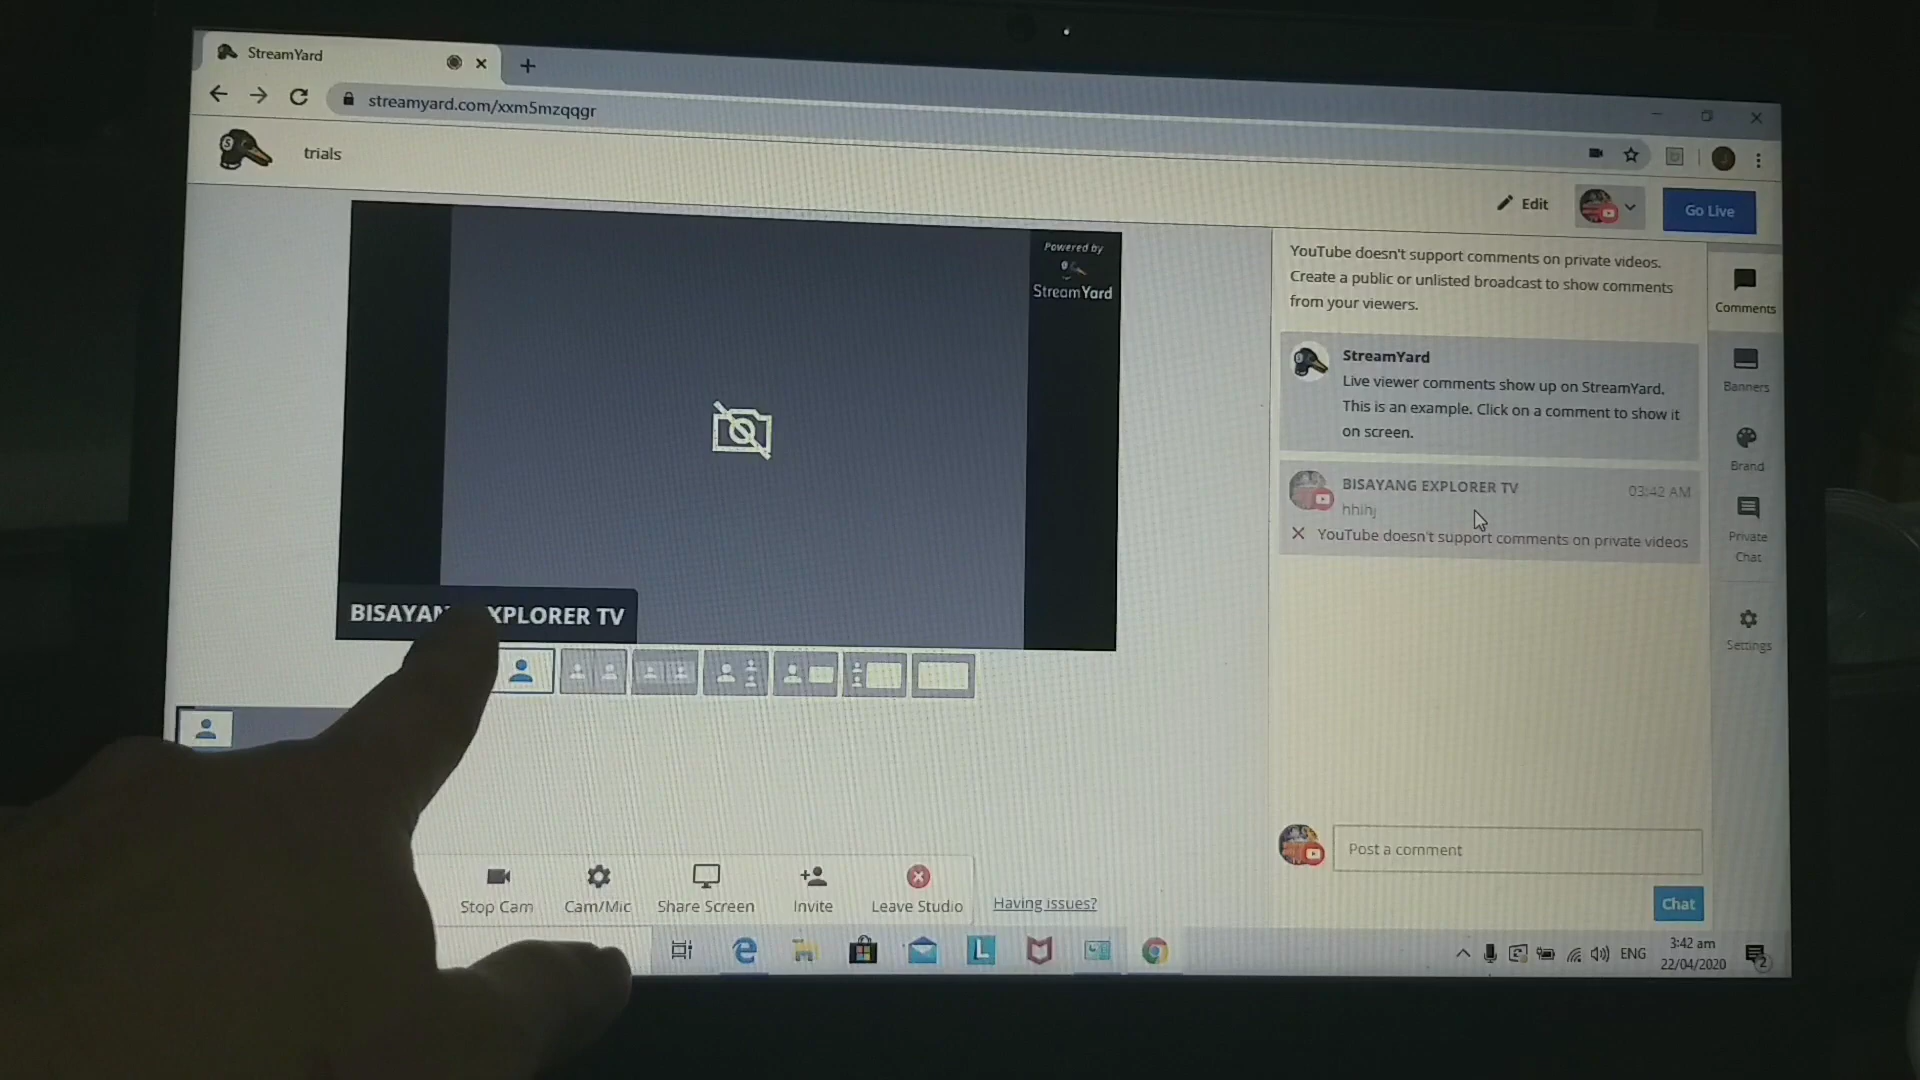 StreamYard
streamyard.com/xxm5mzqqgr
trials
Edit
Go Live
Powered by
StreamYard
BISAYAN XPLORER TV
YouTube doesn't support comments on private videos.
Create a public or unlisted broadcast to show comments
from your viewers.
StreamYard
Live viewer comments show up on StreamYard.
This is an example. Click on a comment to show it
on screen.
BISAYANG EXPLORER TV 03:42 AM
hhinj
YouTube doesn't support comments on private videos
Comments
Banners
Brand
Private
Chat
Settings
Post a comment
Chat
Stop Cam
Cam/Mic
Share Screen
Invite
Leave Studio
Having issues?
ENG
3:42 am
22/04/2020
2